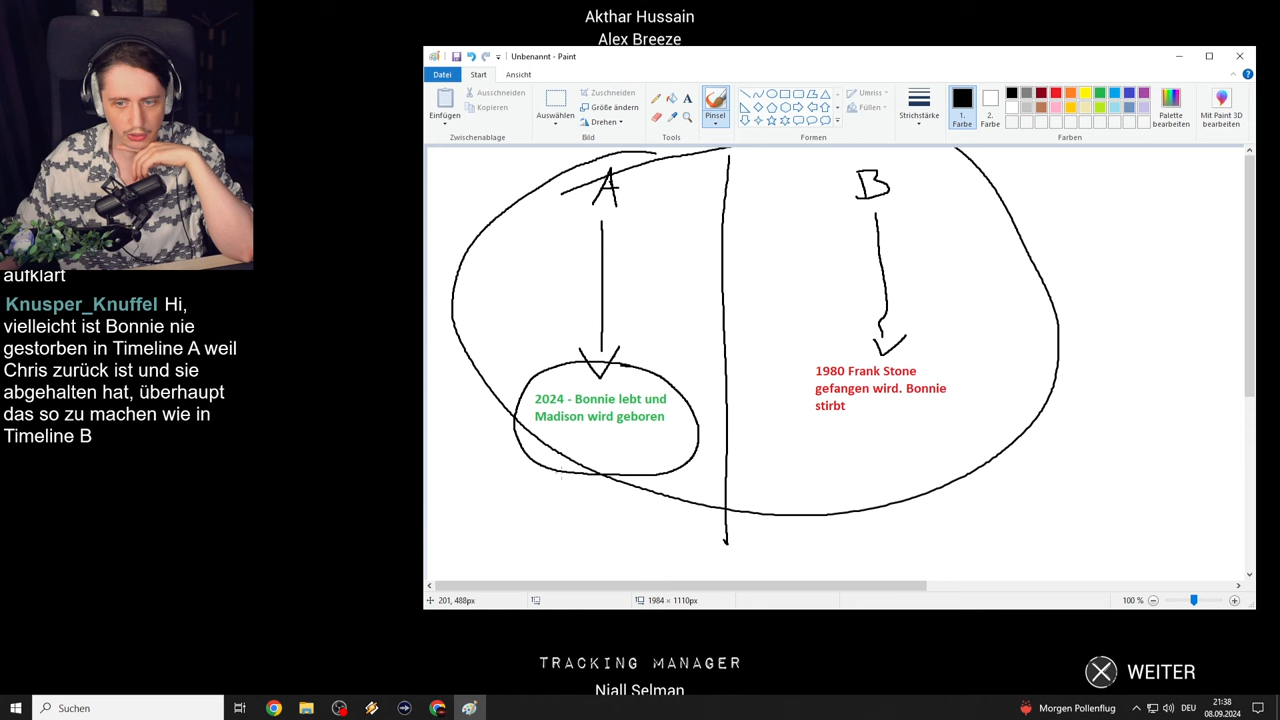 Akthar Hussain
Alex Breeze
Unbenannt - Paint
Datei
Start
Ansicht
Einfügen
Ausschneiden
Kopieren
Zwischenablage
Auswählen
Zuschneiden
Größe ändern
Drehen
Bild
A
Tools
Pinsel
Formen
Umriss
Füllen
Strichstärke
1.
Farbe
2.
Farbe
Palette
bearbeiten
Mit Paint 3D
bearbeiten
Farben
A
B
2024 - Bonnie lebt und
Madison wird geboren
1980 Frank Stone
gefangen wird. Bonnie
stirbt
aufklärt
Knusper_Knuffel Hi,
vielleicht ist Bonnie nie
gestorben in Timeline A weil
Chris zurück ist und sie
abgehalten hat, überhaupt
das so zu machen wie in
Timeline B
201, 488px
1984 × 1110px
100 %
TRACKING MANAGER
Niall Selman
WEITER
Suchen
Morgen Pollenflug
DEU
21:38
08.09.2024